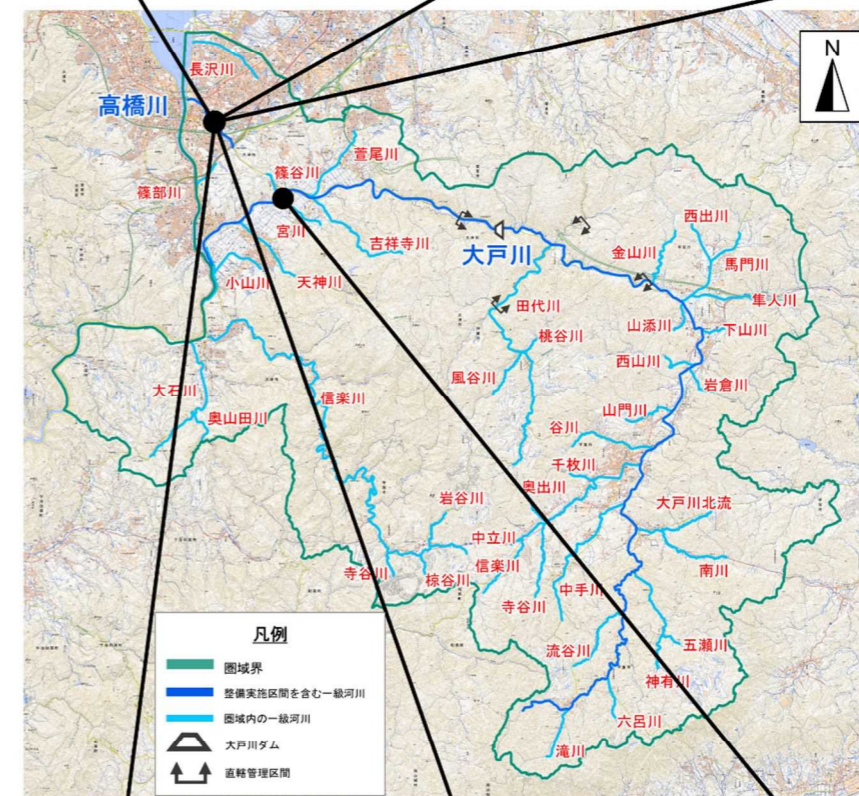 N
長沢川
高橋川
萱尾川
篠谷川
篠部川
西出川
宮川
吉祥寺川
大戸川
金山川
馬門川
小山川
天神川
隼人川
田代川
山添川
下山川
桃谷川
西山川
大石川
風谷川
岩倉川
信楽川
奥山田川
山門川
谷川
千枚川
奥出川
岩谷川
大戸川北流
中立川
信楽川
寺谷川
椋谷川
南川
寺谷川
中手川
流谷川
五瀬川
神有川
六呂川
滝川
凡例
圏域界
整備実施区間を含む一級河川
圏域内の一級河川
大戸川ダム
直轄管理区間